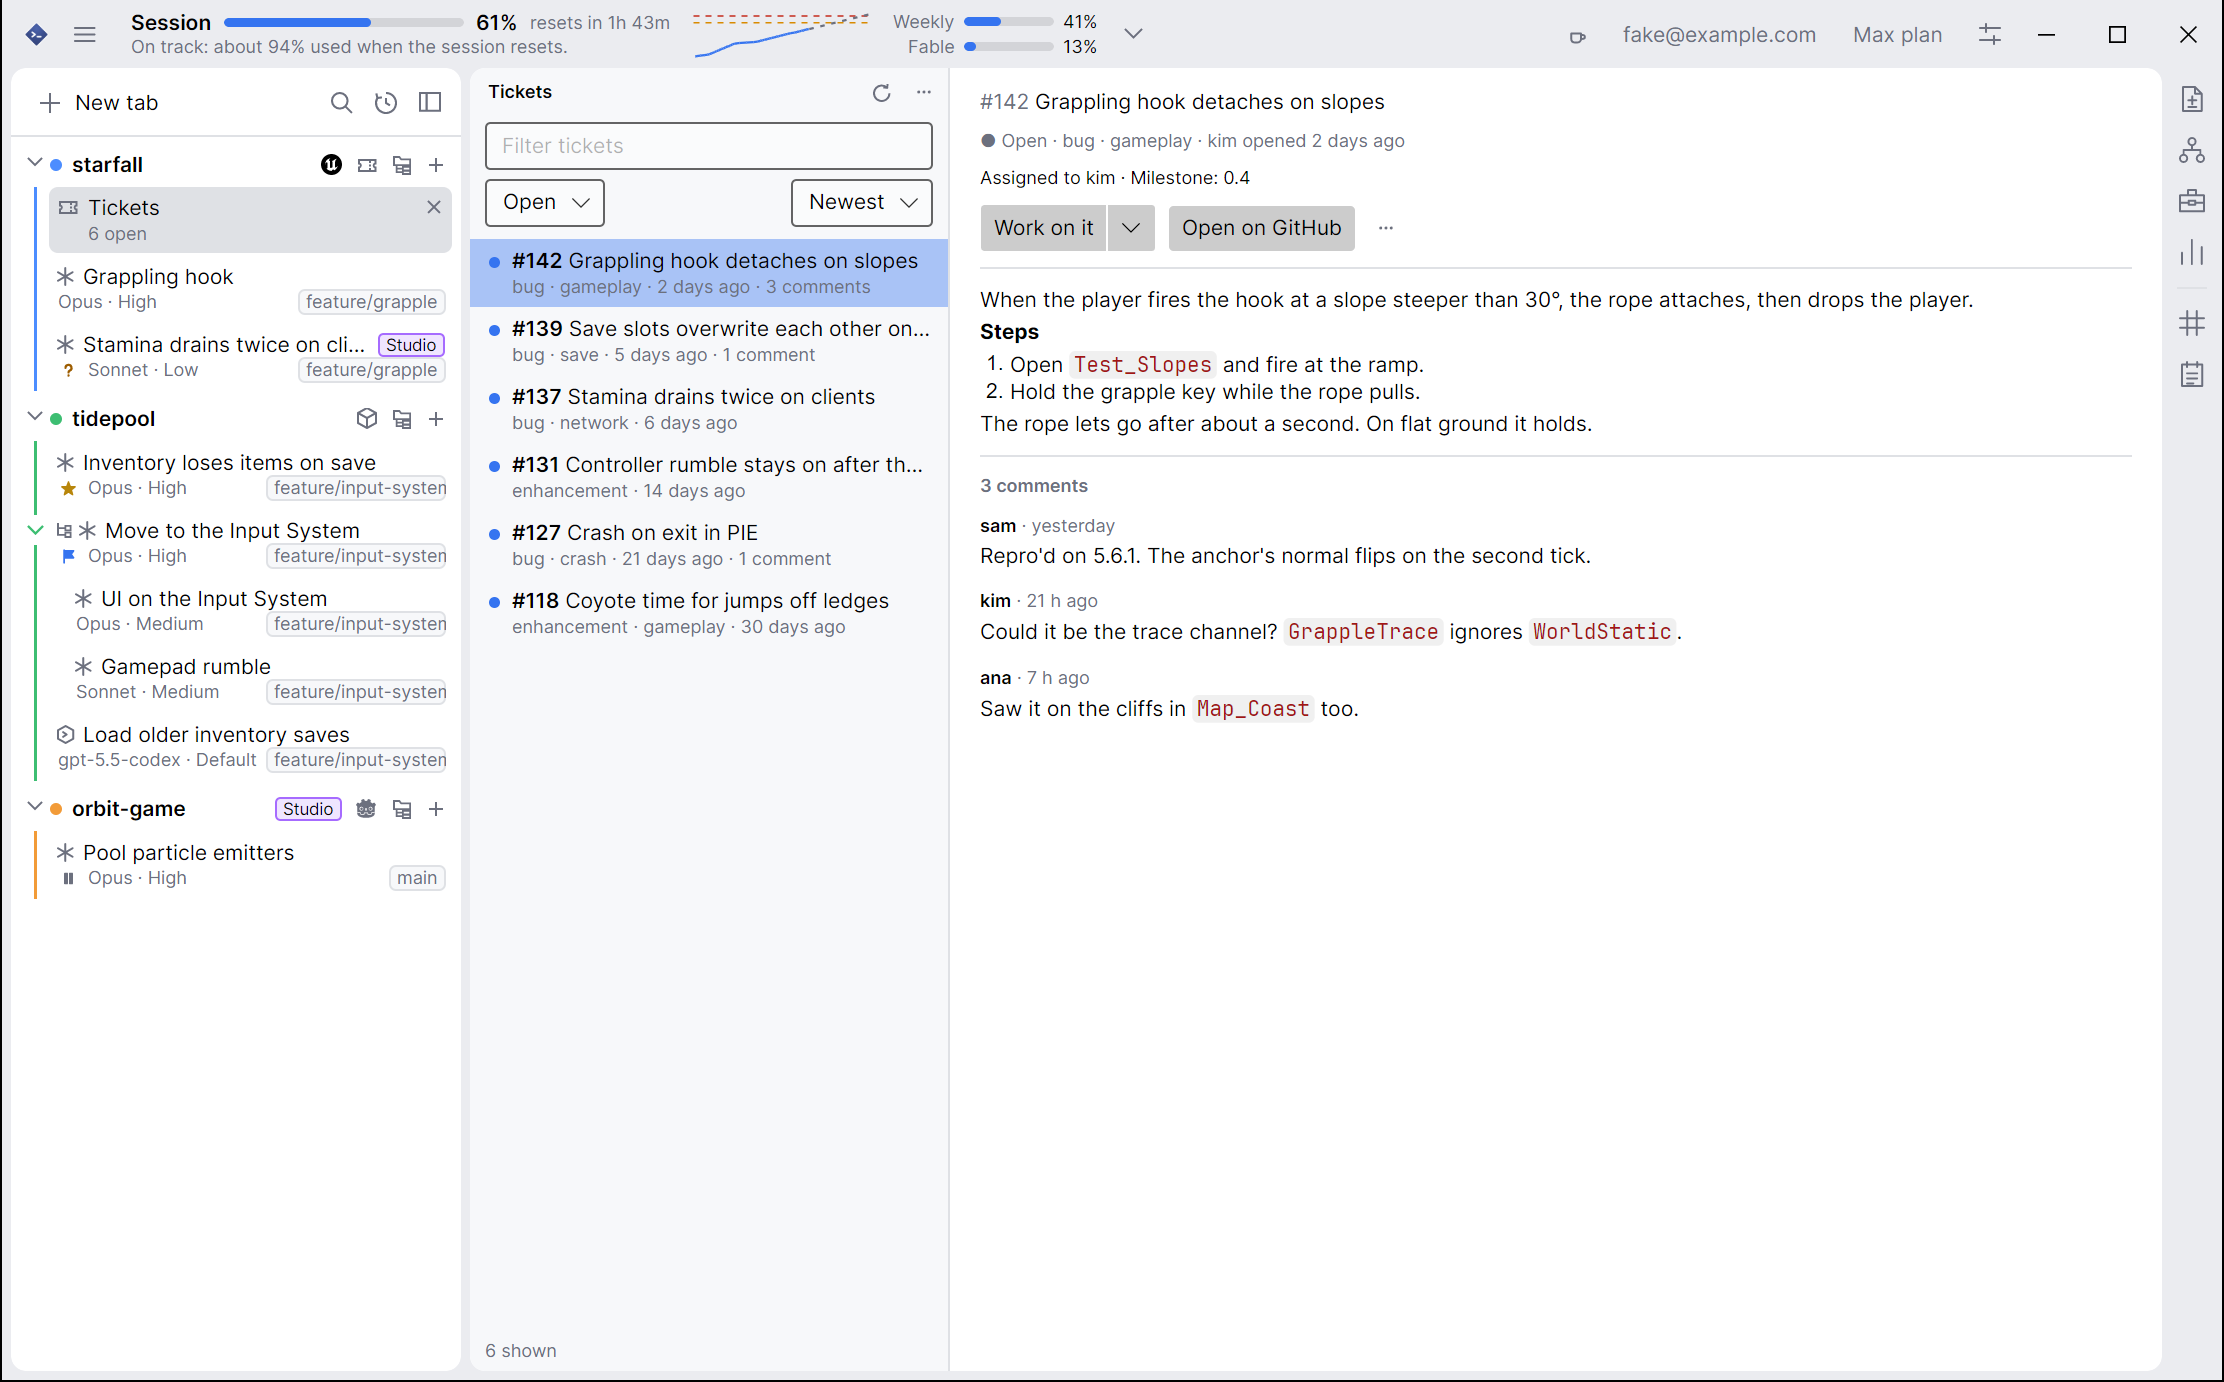 Session 61% resets in 1h 43m
On track: about 94% used when the session resets.
Weekly 41%
Fable 13%
fake@example.com Max plan
New tab
starfall
Tickets
6 open
Grappling hook
Opus · High feature/grapple
Stamina drains twice on cli... Studio
? Sonnet · Low feature/grapple
tidepool
Inventory loses items on save
Opus · High feature/input-system
Move to the Input System
Opus · High feature/input-system
UI on the Input System
Opus · Medium feature/input-system
Gamepad rumble
Sonnet · Medium feature/input-system
Load older inventory saves
gpt-5.5-codex · Default feature/input-system
orbit-game Studio
Pool particle emitters
Opus · High main
Tickets
Filter tickets
Open Newest
#142 Grappling hook detaches on slopes
bug · gameplay · 2 days ago · 3 comments
#139 Save slots overwrite each other on...
bug · save · 5 days ago · 1 comment
#137 Stamina drains twice on clients
bug · network · 6 days ago
#131 Controller rumble stays on after th...
enhancement · 14 days ago
#127 Crash on exit in PIE
bug · crash · 21 days ago · 1 comment
#118 Coyote time for jumps off ledges
enhancement · gameplay · 30 days ago
6 shown
#142 Grappling hook detaches on slopes
Open · bug · gameplay · kim opened 2 days ago
Assigned to kim · Milestone: 0.4
Work on it Open on GitHub
When the player fires the hook at a slope steeper than 30°, the rope attaches, then drops the player.
Steps
1. Open Test_Slopes and fire at the ramp.
2. Hold the grapple key while the rope pulls.
The rope lets go after about a second. On flat ground it holds.
3 comments
sam · yesterday
Repro'd on 5.6.1. The anchor's normal flips on the second tick.
kim · 21 h ago
Could it be the trace channel? GrappleTrace ignores WorldStatic.
ana · 7 h ago
Saw it on the cliffs in Map_Coast too.